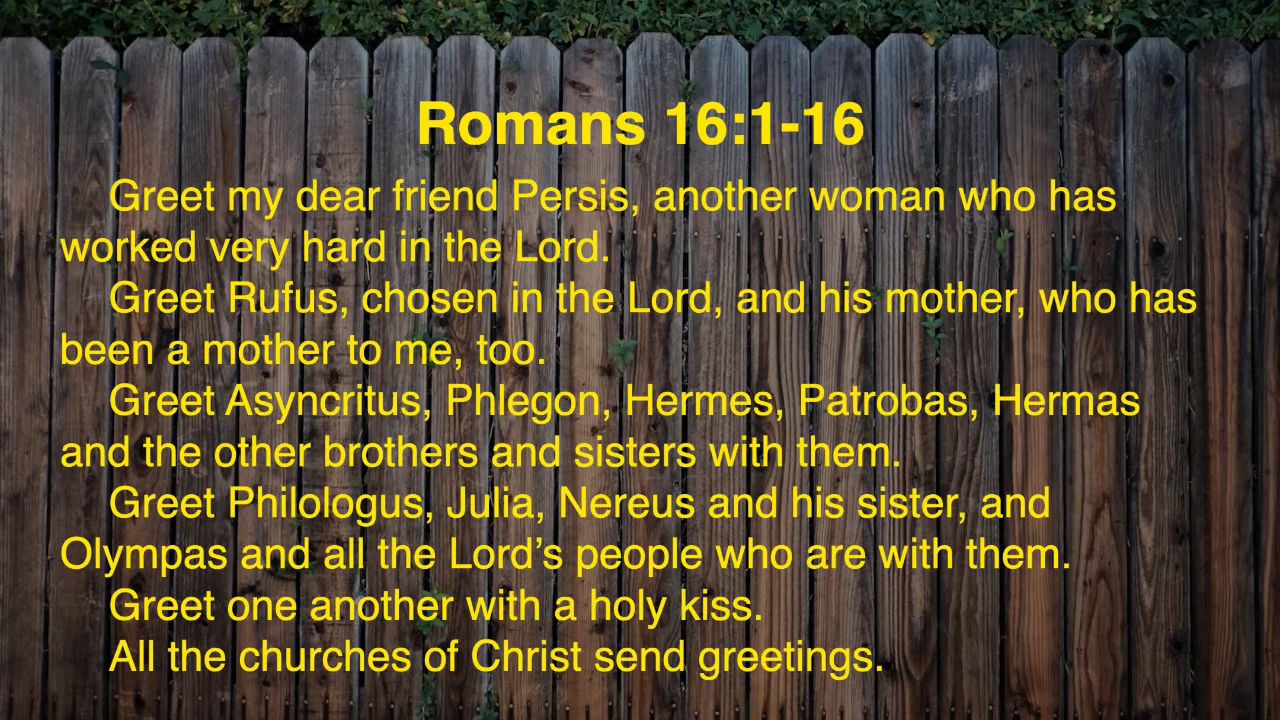 Romans 16:1-16
Greet my dear friend Persis, another woman who has
worked very hard in the Lord.
Greet Rufus, chosen in the Lord, and his mother, who has
been a mother to me, too.
Greet Asyncritus, Phlegon, Hermes, Patrobas, Hermas
and the other brothers and sisters with them.
Greet Philologus, Julia, Nereus and his sister, and
Olympas and all the Lord’s people who are with them.
Greet one another with a holy kiss.
All the churches of Christ send greetings.